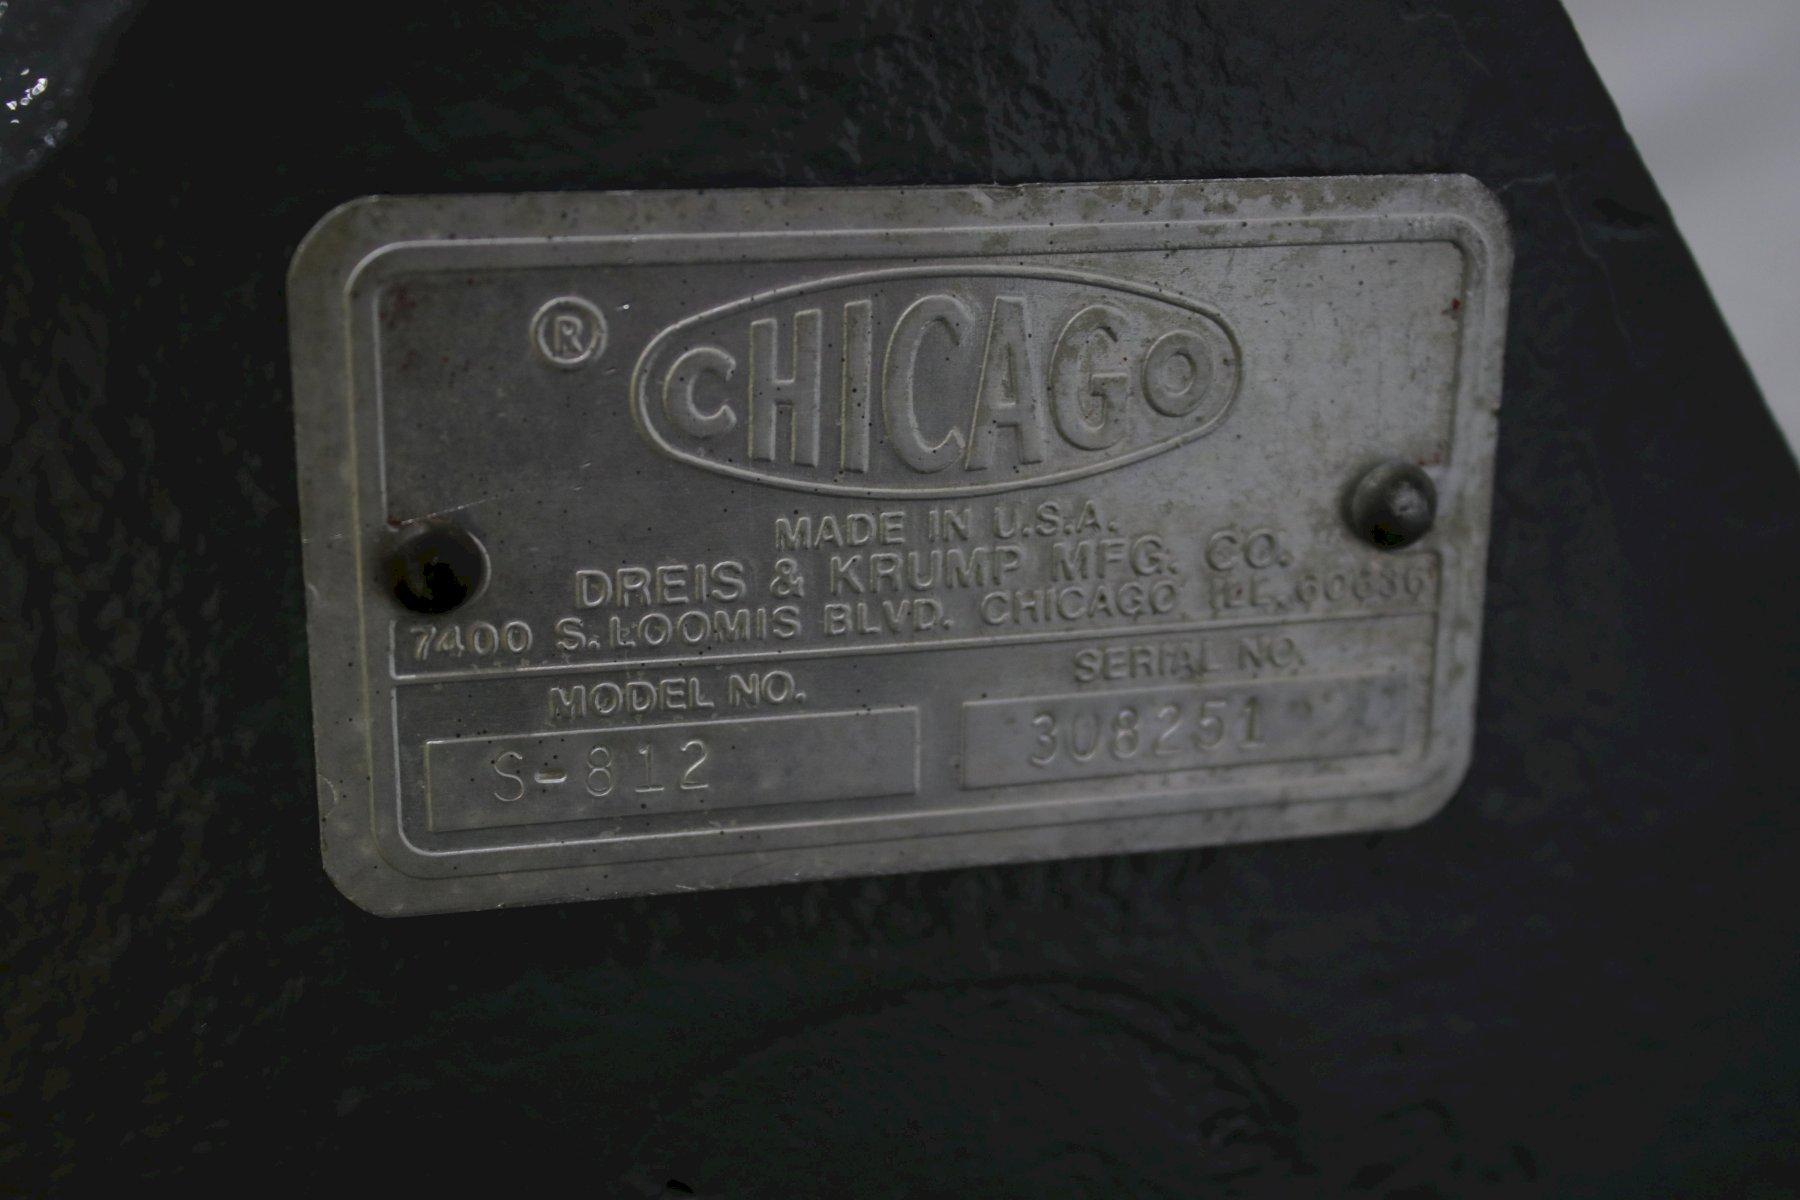 ® CHICAGO
MADE IN U.S.A.
DREIS & KRUMP MFG. CO.
7400 S. LOOMIS BLVD. CHICAGO ILL. 60636
MODEL NO.
S-812
SERIAL NO.
308251